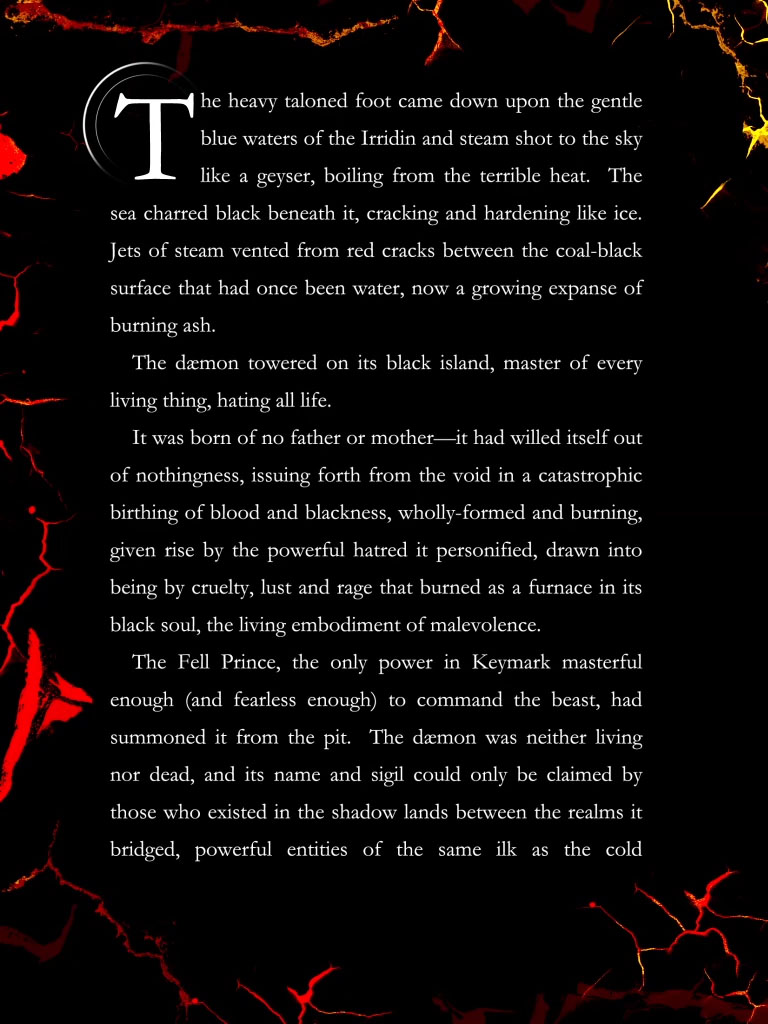 The heavy taloned foot came down upon the gentle
blue waters of the Irridin and steam shot to the sky
like a geyser, boiling from the terrible heat.  The
sea charred black beneath it, cracking and hardening like ice.
Jets of steam vented from red cracks between the coal-black
surface that had once been water, now a growing expanse of
burning ash.
The dæmon towered on its black island, master of every
living thing, hating all life.
It was born of no father or mother—it had willed itself out
of nothingness, issuing forth from the void in a catastrophic
birthing of blood and blackness, wholly-formed and burning,
given rise by the powerful hatred it personified, drawn into
being by cruelty, lust and rage that burned as a furnace in its
black soul, the living embodiment of malevolence.
The Fell Prince, the only power in Keymark masterful
enough (and fearless enough) to command the beast, had
summoned it from the pit.  The dæmon was neither living
nor dead, and its name and sigil could only be claimed by
those who existed in the shadow lands between the realms it
bridged, powerful entities of the same ilk as the cold